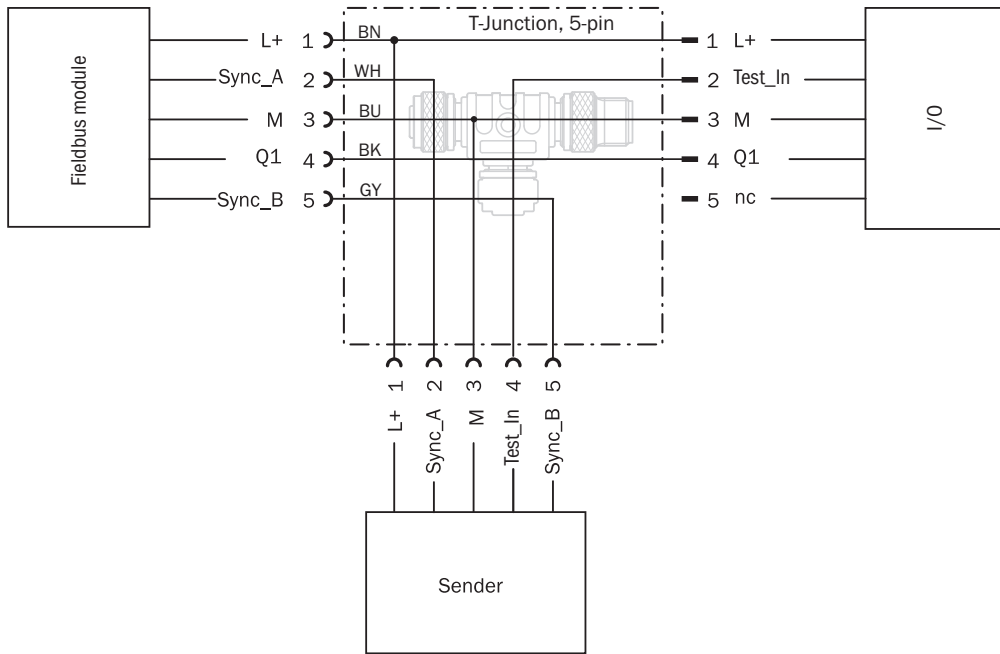 T-Junction, 5-pin
Fieldbus module
L+ 1 BN
Sync_A 2 WH
M 3 BU
Q1 4 BK
Sync_B 5 GY
1 L+
2 Test_In
3 M
4 Q1
5 nc
I/0
1 2 3 4 5
L+ Sync_A M Test_In Sync_B
Sender